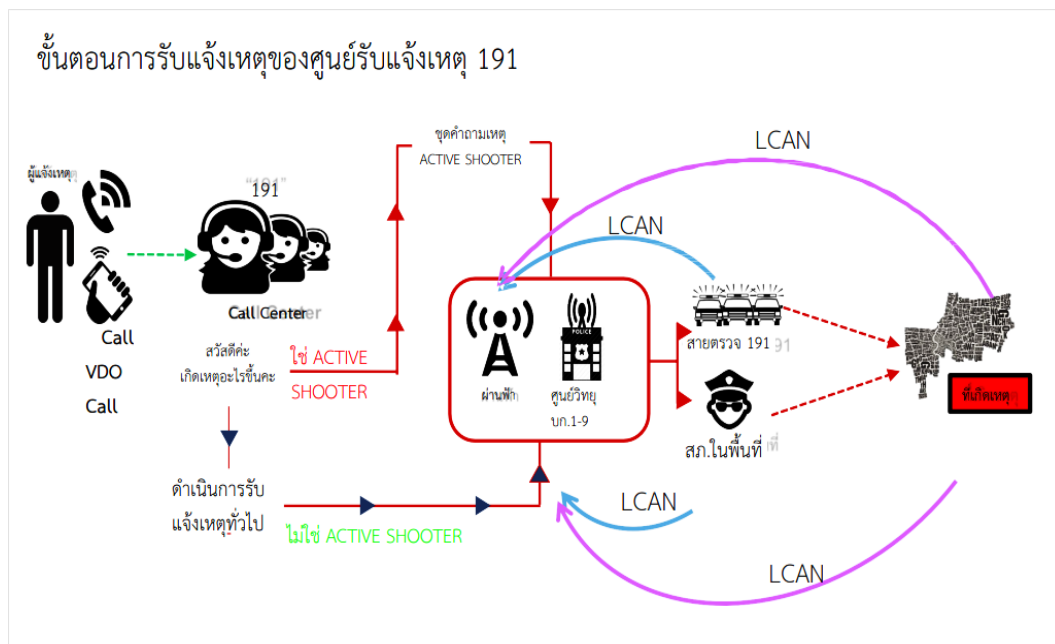 ขั้นตอนการรับแจ้งเหตุของศูนย์รับแจ้งเหตุ 191
ผู้แจ้งเหตุ
Call
VDO
Call
"191"
191
Call Center
สวัสดีค่ะ
เกิดเหตุอะไรขึ้นคะ
ใช่ ACTIVE
SHOOTER
ชุดคำถามเหตุ
ACTIVE SHOOTER
ดำเนินการรับ
แจ้งเหตุทั่วไป
ไม่ใช่ ACTIVE SHOOTER
ผ่านฟ้า
POLICE
ศูนย์วิทยุ
บก.1-9
LCAN
LCAN
สายตรวจ 191
สภ.ในพื้นที่
ที่เกิดเหตุ
LCAN
LCAN